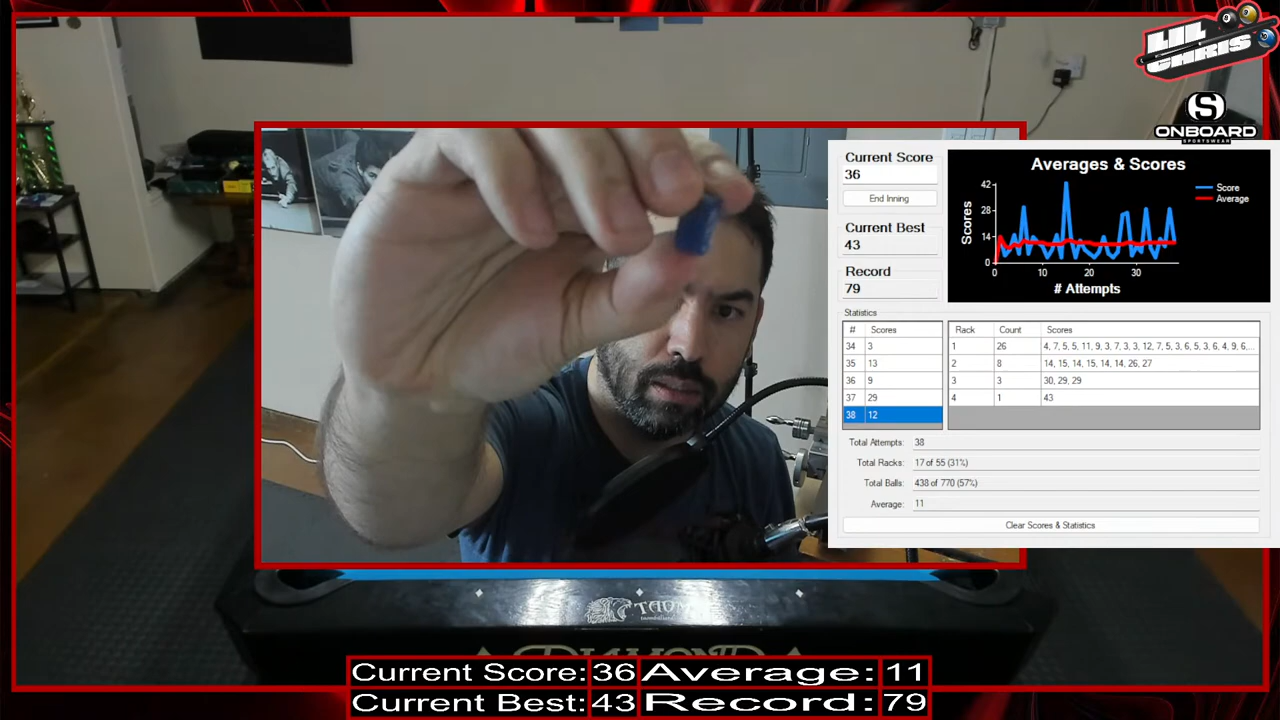 LIL
CHRIS
S
ONBOARD
SPORTSWEAR
Current Score
36
End Inning
Current Best
43
Record
79
Averages & Scores
Scores
42
28
14
0
0 10 20 30
# Attempts
Score
Average
Statistics
# Scores
34 3
35 13
36 9
37 29
38 12
Rack Count Scores
1 26 4, 7, 5, 5, 11, 9, 3, 7, 3, 3, 12, 7, 5, 3, 6, 5, 3, 6, 4, 9, 6,...
2 8 14, 15, 14, 15, 14, 14, 26, 27
3 3 30, 29, 29
4 1 43
Total Attempts: 38
Total Racks: 17 of 55 (31%)
Total Balls: 438 of 770 (57%)
Average: 11
Clear Scores & Statistics
DIAMOND
Current Score: 36 Average: 11
Current Best: 43 Record: 79